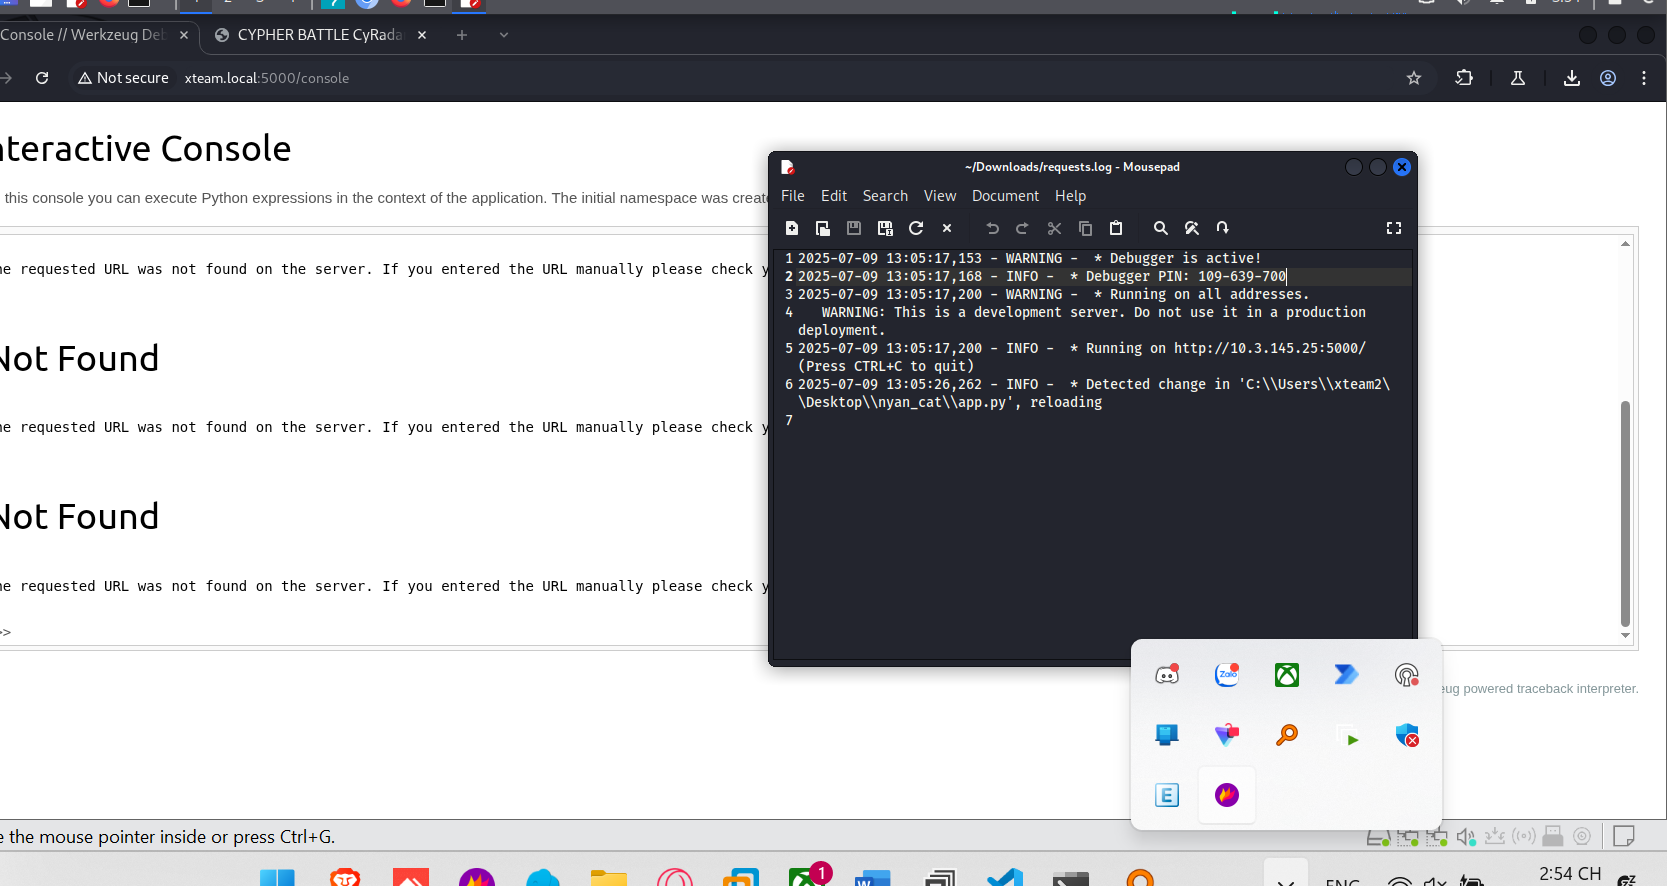 Console // Werkzeug Deb
CYPHER BATTLE CyRada
Not secure
xteam.local:5000/console
nteractive Console
this console you can execute Python expressions in the context of the application. The initial namespace was create
he requested URL was not found on the server. If you entered the URL manually please check y
Not Found
he requested URL was not found on the server. If you entered the URL manually please check y
Not Found
he requested URL was not found on the server. If you entered the URL manually please check y
>>
~/Downloads/requests.log - Mousepad
File Edit Search View Document Help
1 2025-07-09 13:05:17,153 - WARNING -  * Debugger is active!
2 2025-07-09 13:05:17,168 - INFO -  * Debugger PIN: 109-639-700
3 2025-07-09 13:05:17,200 - WARNING -  * Running on all addresses.
4    WARNING: This is a development server. Do not use it in a production
deployment.
5 2025-07-09 13:05:17,200 - INFO -  * Running on http://10.3.145.25:5000/
(Press CTRL+C to quit)
6 2025-07-09 13:05:26,262 - INFO -  * Detected change in 'C:\\Users\\xteam2\
\Desktop\\nyan_cat\\app.py', reloading
7
Zalo
E
eug powered traceback interpreter.
e the mouse pointer inside or press Ctrl+G.
1
W
ENG
2:54 CH